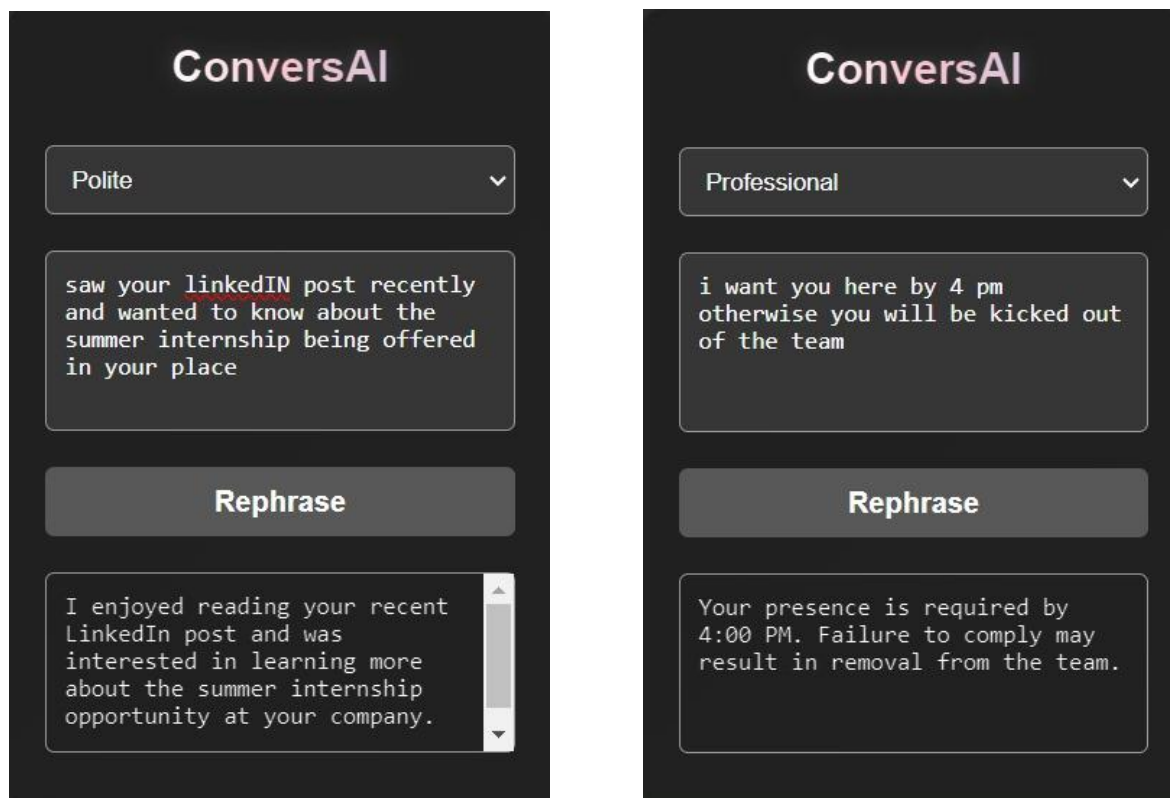 ConversAI
Polite
saw your linkedIN post recently
and wanted to know about the
summer internship being offered
in your place
Rephrase
I enjoyed reading your recent
LinkedIn post and was
interested in learning more
about the summer internship
opportunity at your company.
ConversAI
Professional
i want you here by 4 pm
otherwise you will be kicked out
of the team
Rephrase
Your presence is required by
4:00 PM. Failure to comply may
result in removal from the team.